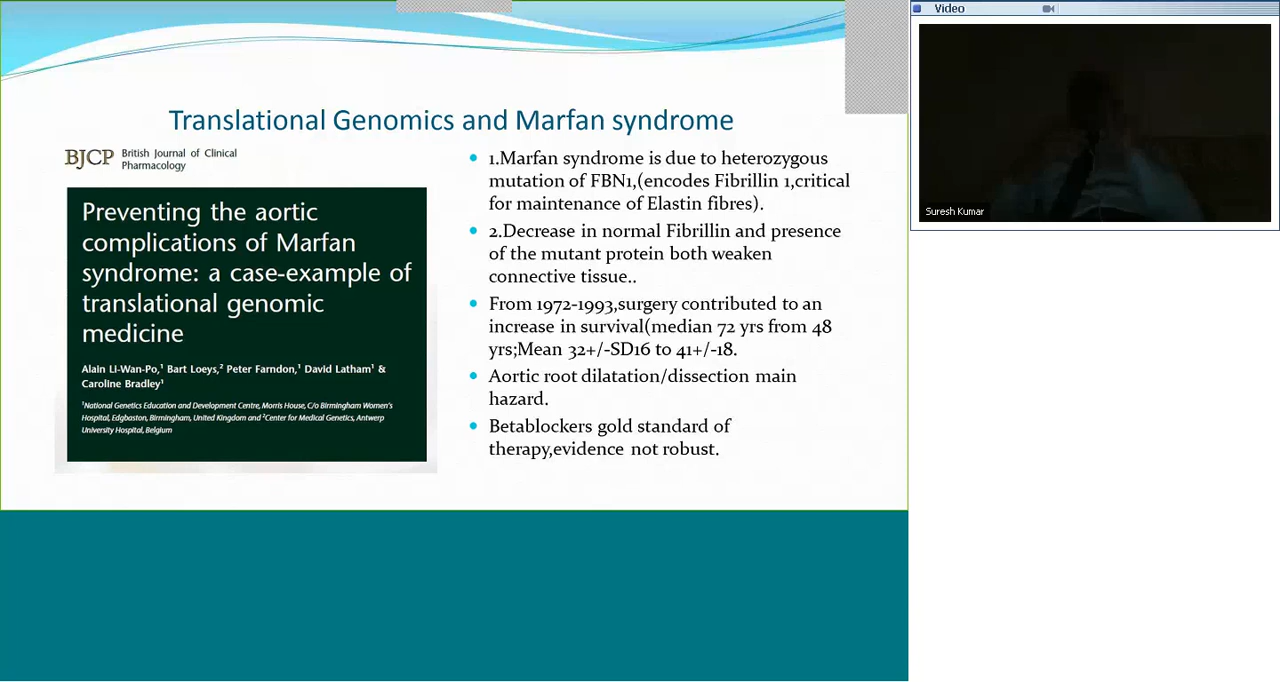 Video
Translational Genomics and Marfan syndrome
BJCP British Journal of Clinical
Pharmacology
Preventing the aortic
complications of Marfan
syndrome: a case-example of
translational genomic
medicine
Alain Li-Wan-Po,¹ Bart Loeys,² Peter Farndon,¹ David Latham¹ &
Caroline Bradley¹
¹National Genetics Education and Development Centre, Morris House, C/o Birmingham Women's
Hospital, Edgbaston, Birmingham, United Kingdom and ²Center for Medical Genetics, Antwerp
University Hospital, Belgium
• 1.Marfan syndrome is due to heterozygous
mutation of FBN1,(encodes Fibrillin 1,critical
for maintenance of Elastin fibres).
• 2.Decrease in normal Fibrillin and presence
of the mutant protein both weaken
connective tissue..
• From 1972-1993,surgery contributed to an
increase in survival(median 72 yrs from 48
yrs;Mean 32+/-SD16 to 41+/-18.
• Aortic root dilatation/dissection main
hazard.
• Betablockers gold standard of
therapy,evidence not robust.
Suresh Kumar